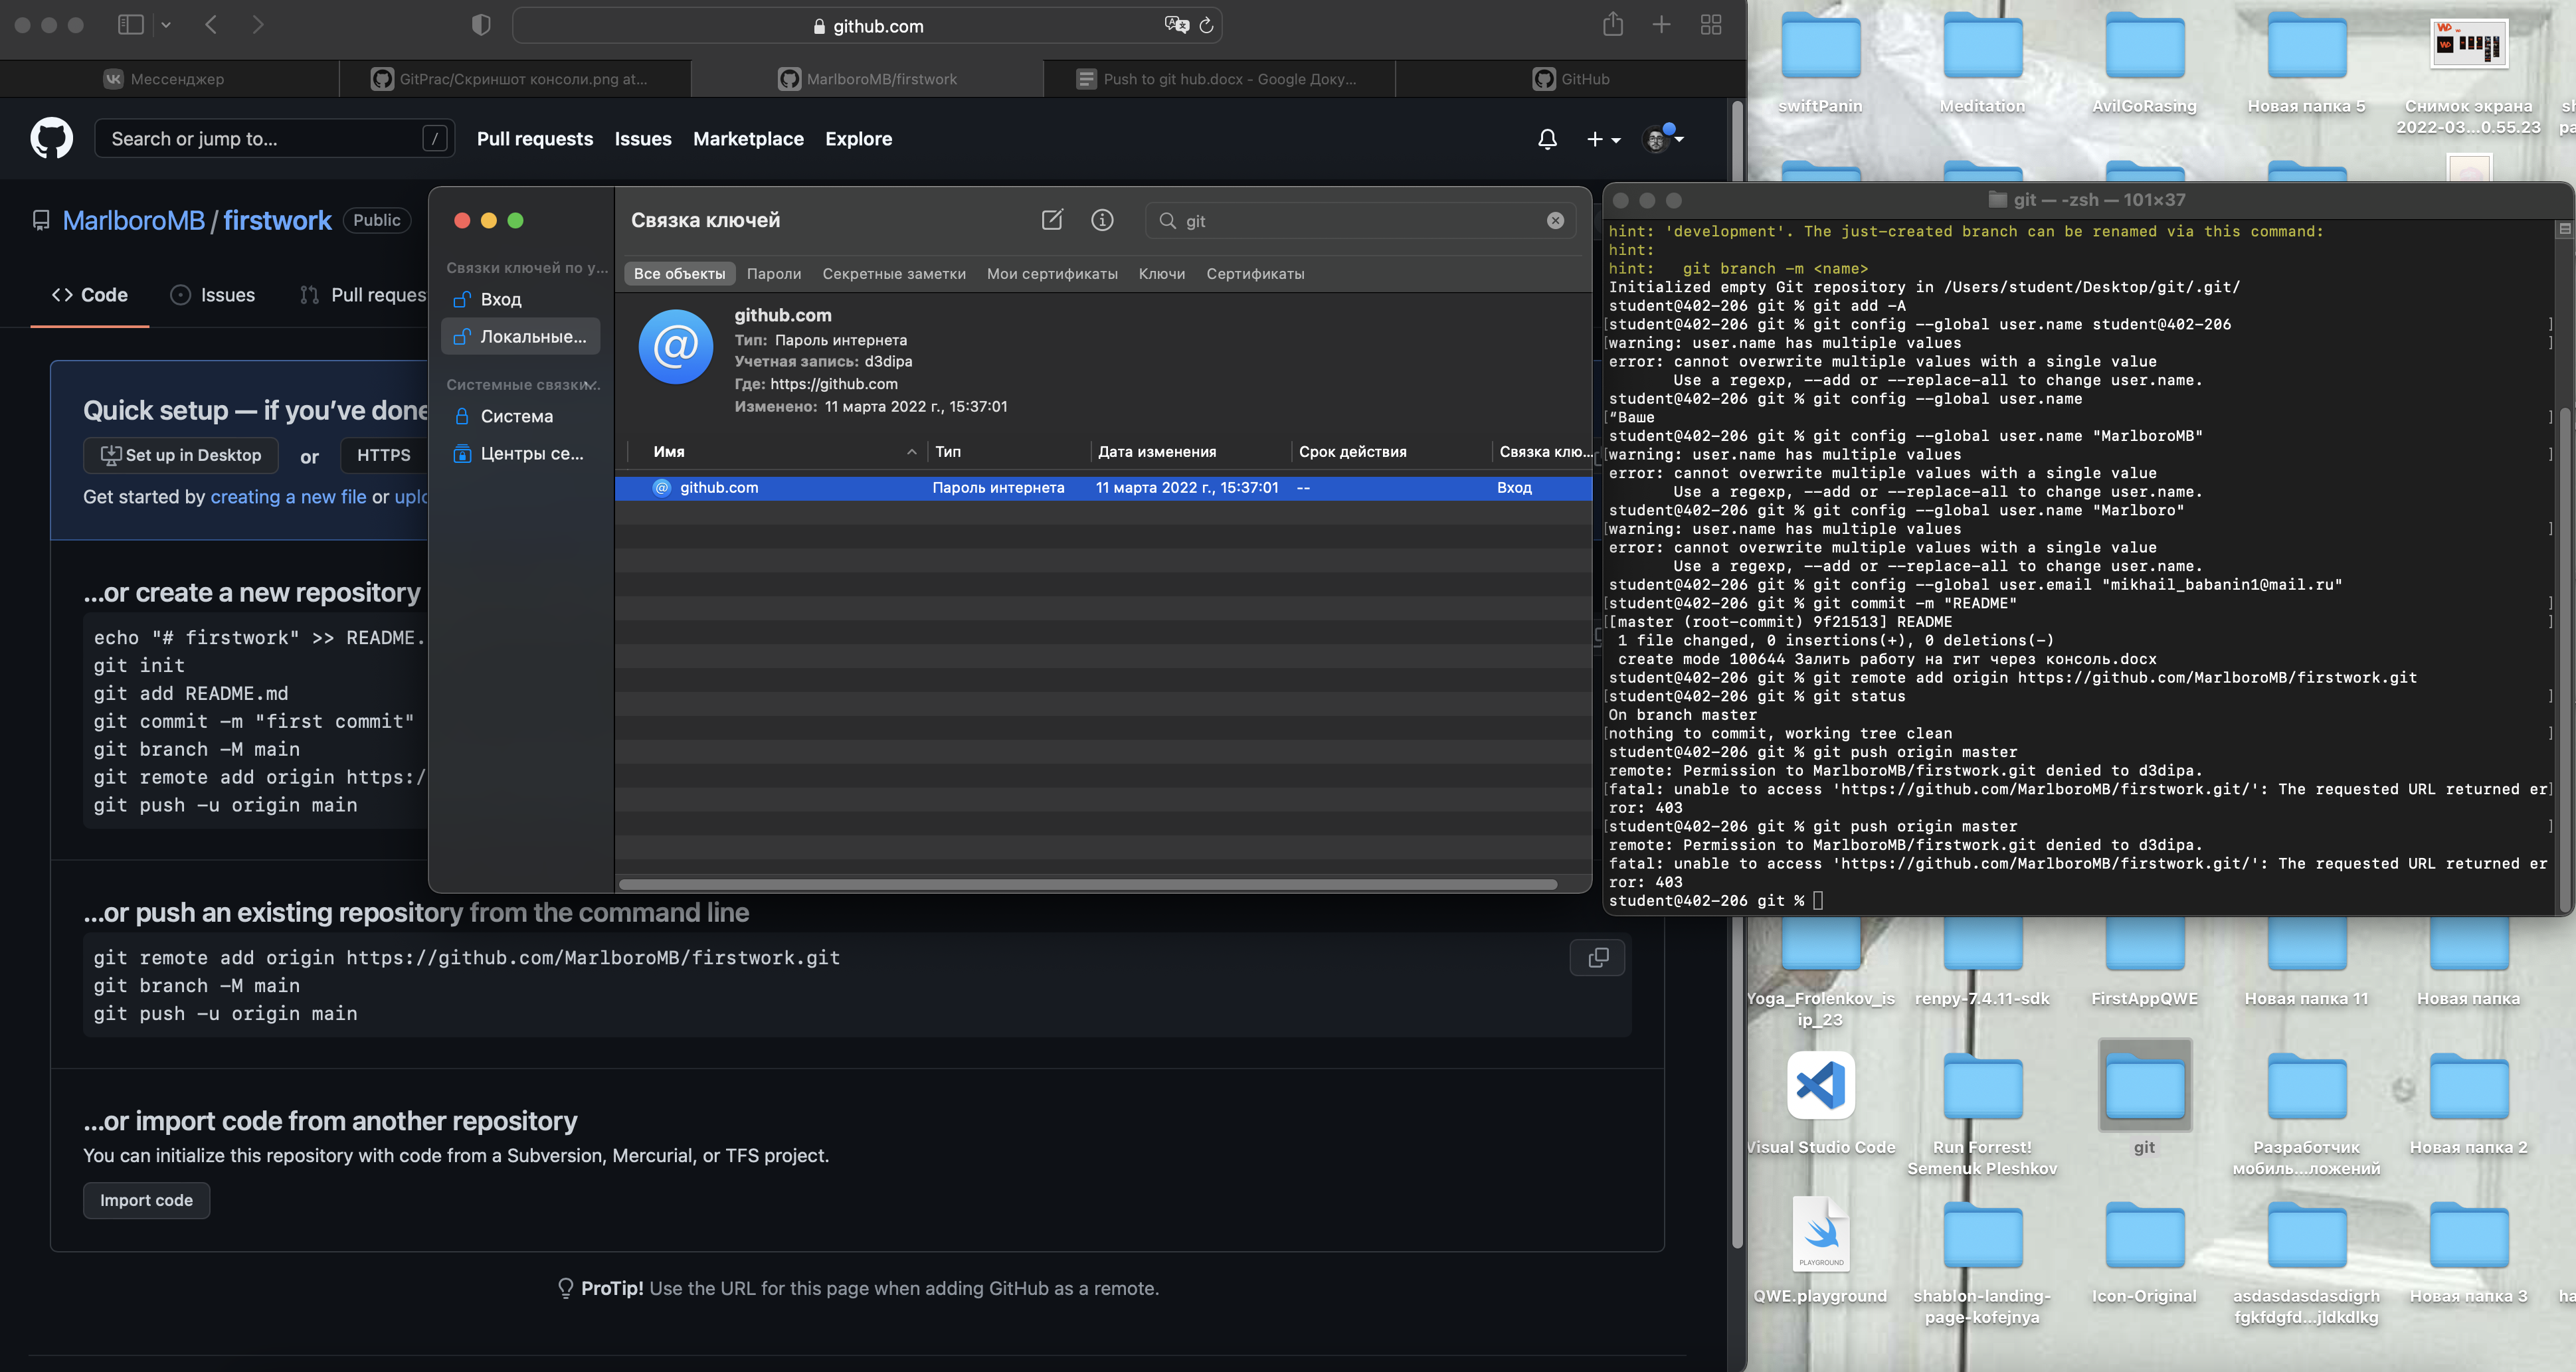 github.com
Мессенджер
GitPrac/Скриншот консоли.png at...
MarlboroMB/firstwork
Push to git hub.docx - Google Доку...
GitHub
Search or jump to...
/
Pull requests
Issues
Marketplace
Explore
MarlboroMB / firstwork
Public
Code
Issues
Pull reques
Quick setup — if you’ve done
Set up in Desktop
or
HTTPS
Get started by creating a new file or uplo
...or create a new repository
echo "# firstwork" >> README.
git init
git add README.md
git commit -m "first commit"
git branch -M main
git remote add origin https:/
git push -u origin main
...or push an existing repository from the command line
git remote add origin https://github.com/MarlboroMB/firstwork.git
git branch -M main
git push -u origin main
...or import code from another repository
You can initialize this repository with code from a Subversion, Mercurial, or TFS project.
Import code
ProTip! Use the URL for this page when adding GitHub as a remote.
Связки ключей по у...
Вход
Локальные...
Системные связки...
Система
Центры се...
Связка ключей
git
Все объекты
Пароли
Секретные заметки
Мои сертификаты
Ключи
Сертификаты
@
github.com
Тип: Пароль интернета
Учетная запись: d3dipa
Где: https://github.com
Изменено: 11 марта 2022 г., 15:37:01
Имя Тип Дата изменения Срок действия Связка клю...
@ github.com Пароль интернета 11 марта 2022 г., 15:37:01 -- Вход
git — -zsh — 101×37
hint: 'development'. The just-created branch can be renamed via this command:
hint:
hint:   git branch -m <name>
Initialized empty Git repository in /Users/student/Desktop/git/.git/
student@402-206 git % git add -A
[student@402-206 git % git config --global user.name student@402-206 ]
[warning: user.name has multiple values ]
error: cannot overwrite multiple values with a single value
       Use a regexp, --add or --replace-all to change user.name.
student@402-206 git % git config --global user.name
[“Ваше ]
student@402-206 git % git config --global user.name "MarlboroMB"
[warning: user.name has multiple values ]
error: cannot overwrite multiple values with a single value
       Use a regexp, --add or --replace-all to change user.name.
student@402-206 git % git config --global user.name "Marlboro"
[warning: user.name has multiple values ]
error: cannot overwrite multiple values with a single value
       Use a regexp, --add or --replace-all to change user.name.
student@402-206 git % git config --global user.email "mikhail_babanin1@mail.ru"
[student@402-206 git % git commit -m "README" ]
[[master (root-commit) 9f21513] README ]
 1 file changed, 0 insertions(+), 0 deletions(-)
 create mode 100644 Залить работу на гит через консоль.docx
student@402-206 git % git remote add origin https://github.com/MarlboroMB/firstwork.git
[student@402-206 git % git status ]
On branch master
[nothing to commit, working tree clean ]
student@402-206 git % git push origin master
remote: Permission to MarlboroMB/firstwork.git denied to d3dipa.
[fatal: unable to access 'https://github.com/MarlboroMB/firstwork.git/': The requested URL returned er]
ror: 403
[student@402-206 git % git push origin master ]
remote: Permission to MarlboroMB/firstwork.git denied to d3dipa.
fatal: unable to access 'https://github.com/MarlboroMB/firstwork.git/': The requested URL returned er
ror: 403
student@402-206 git %
swiftPanin
Meditation
AvilGoRasing
Новая папка 5
Снимок экрана
2022-03...0.55.23
Yoga_Frolenkov_is
ip_23
renpy-7.4.11-sdk
FirstAppQWE
Новая папка 11
Новая папка
Visual Studio Code
Run Forrest!
Semenuk Pleshkov
git
Разработчик
мобиль...ложений
Новая папка 2
PLAYGROUND
QWE.playground
shablon-landing-
page-kofejnya
Icon-Original
asdasdasdasdigrh
fgkfdgfd...jldkdlkg
Новая папка 3